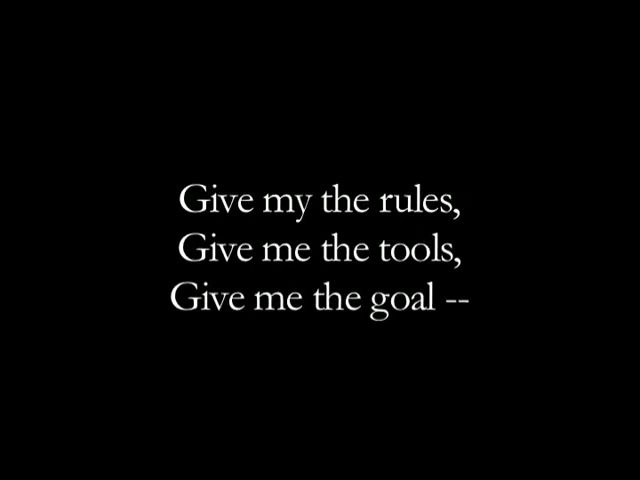 Give my the rules,
Give me the tools,
Give me the goal --